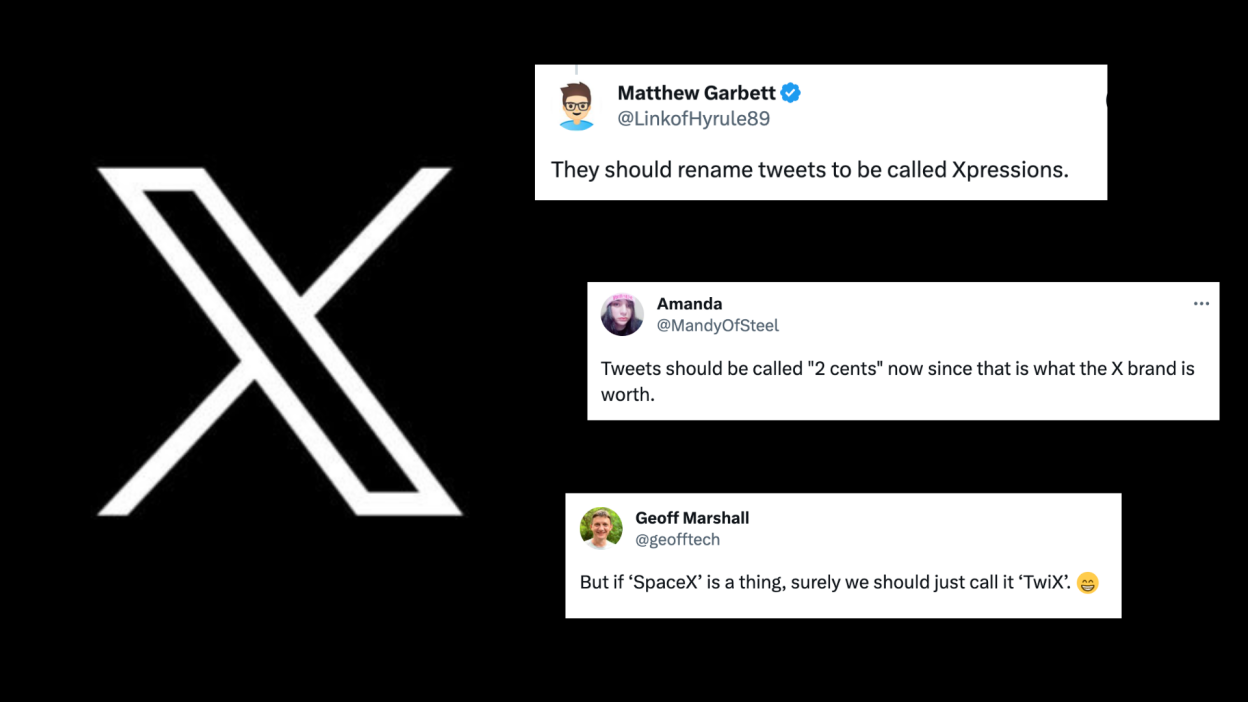 X
Matthew Garbett
@LinkofHyrule89
They should rename tweets to be called Xpressions.
Amanda
@MandyOfSteel
Tweets should be called "2 cents" now since that is what the X brand is
worth.
Geoff Marshall
@geofftech
But if ‘SpaceX’ is a thing, surely we should just call it ‘TwiX’. 😄